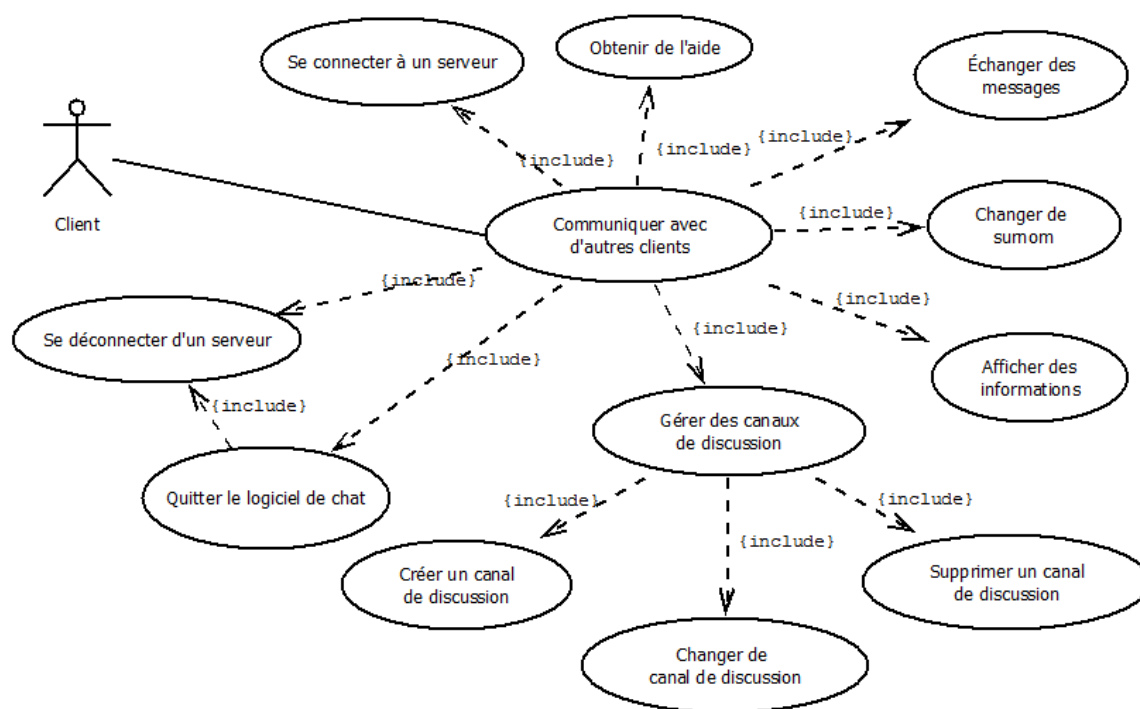 Obtenir de l'aide
Se connecter à un serveur
Échanger des
messages
{include}
{include}
{include}
Client
Communiquer avec
d'autres clients
{include}
Changer de
surnom
{include}
Se déconnecter d'un serveur
{include}
{include}
{include}
Afficher des
informations
{include}
Gérer des canaux
de discussion
Quitter le logiciel de chat
{include}
{include}
{include}
Créer un canal
de discussion
Supprimer un canal
de discussion
Changer de
canal de discussion